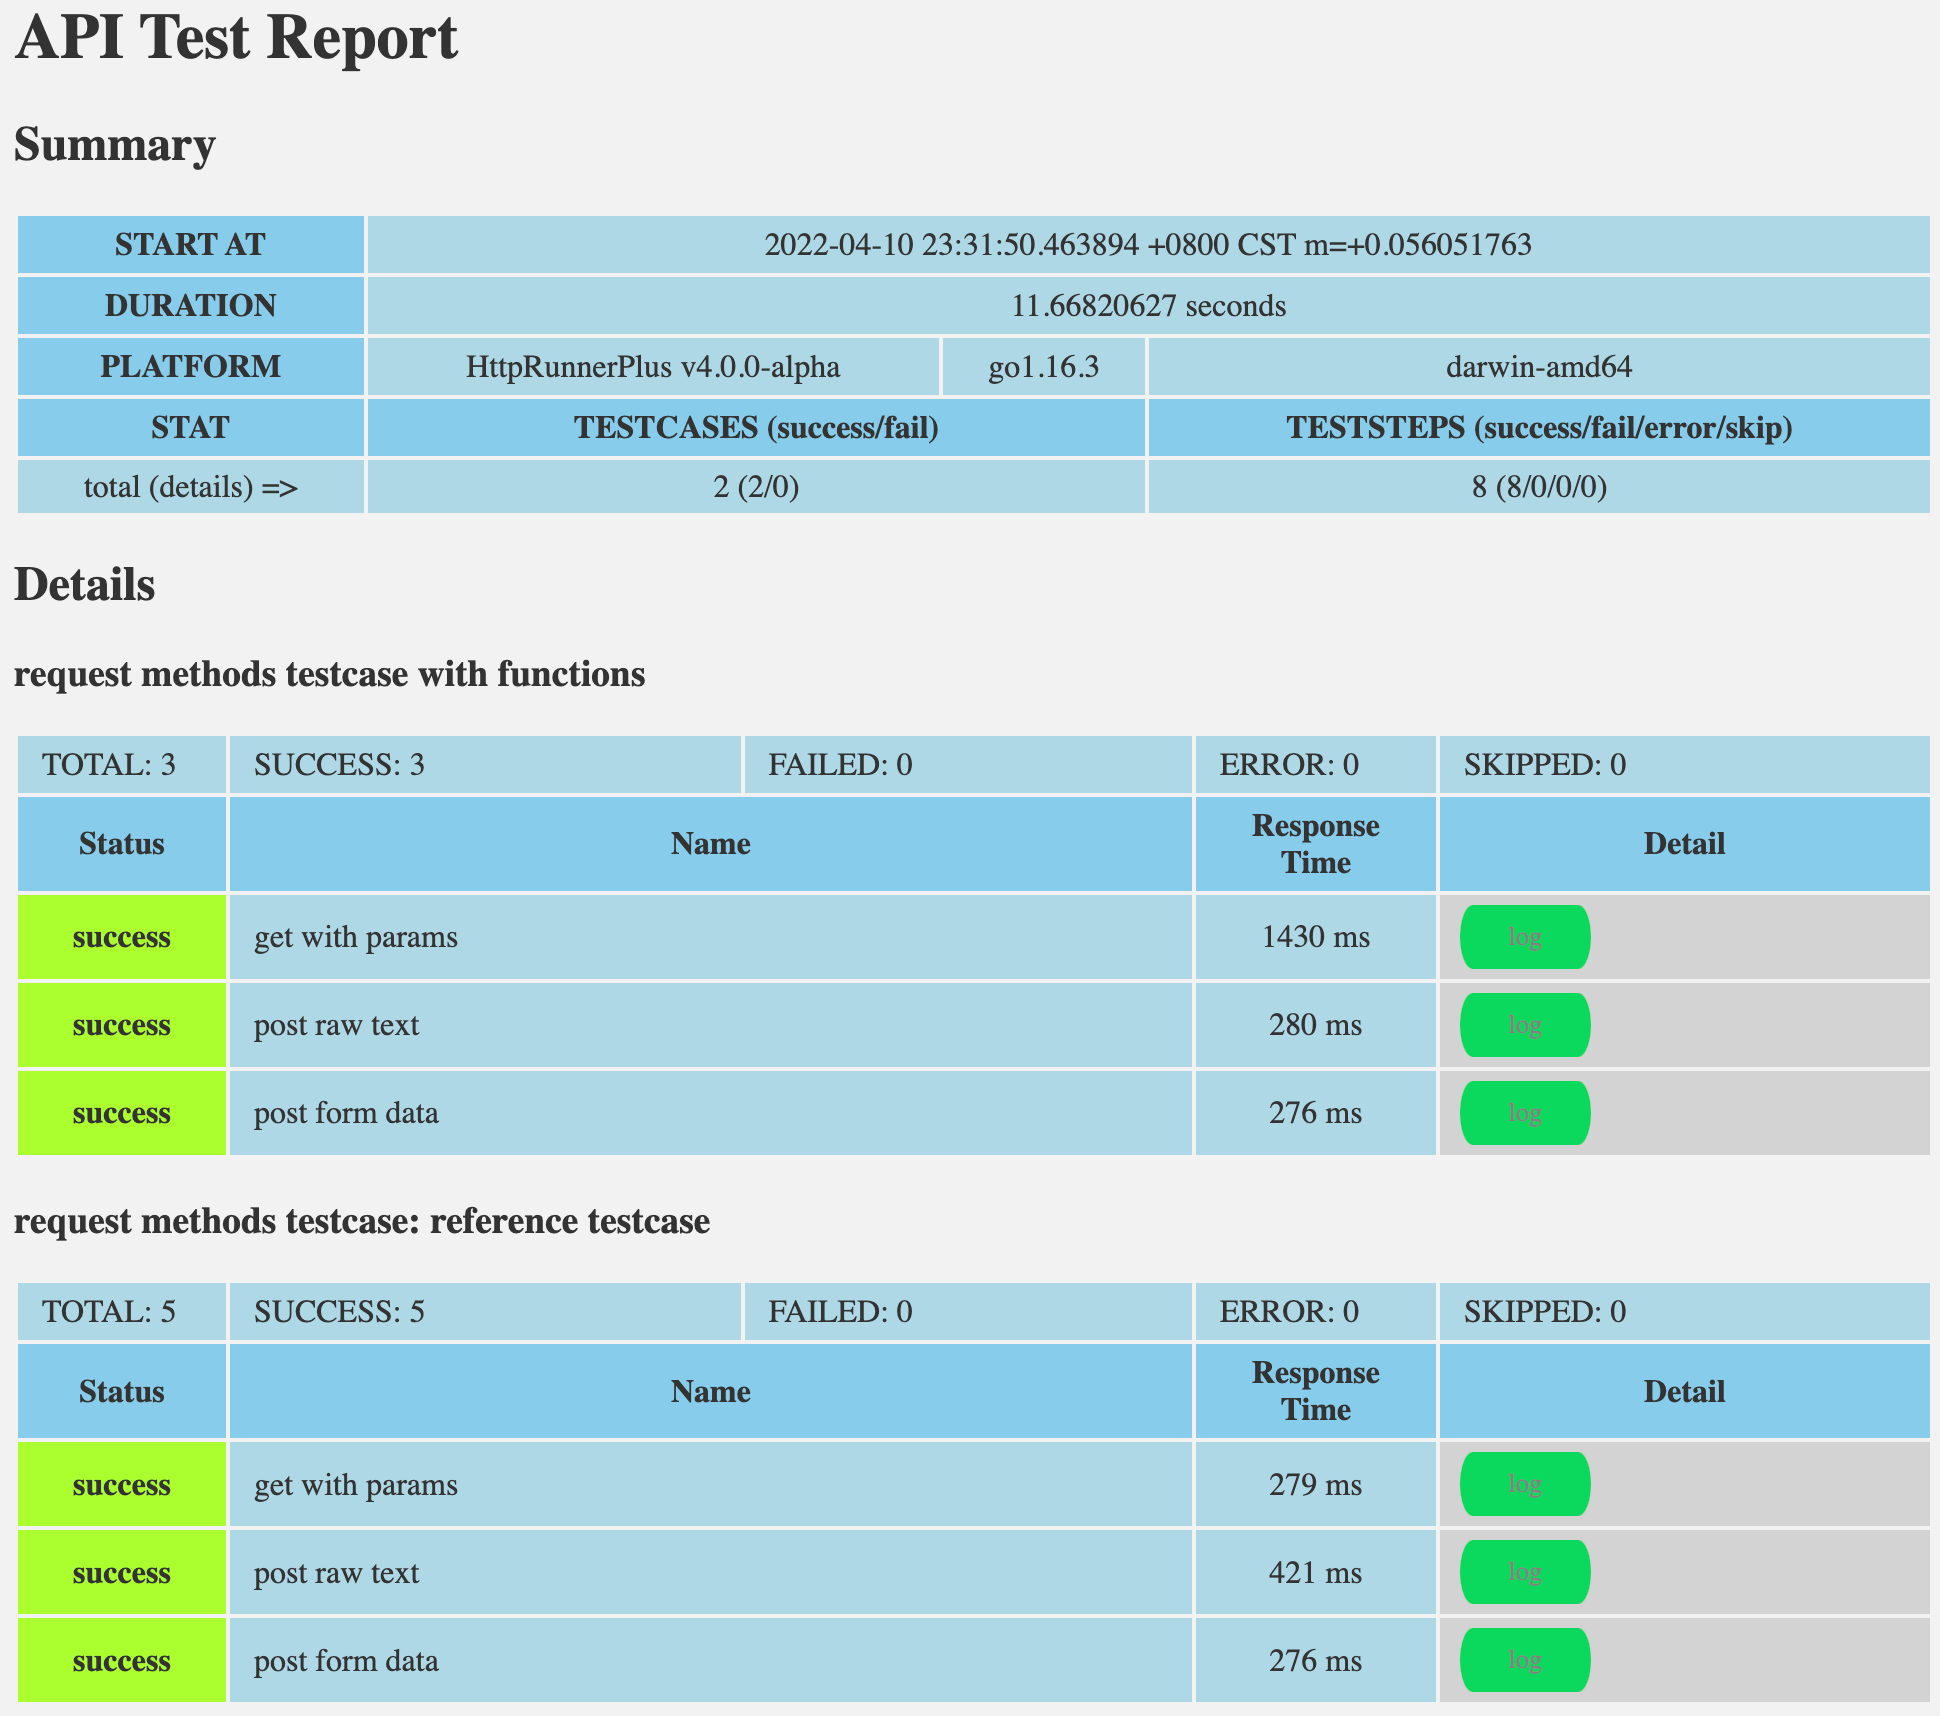 API Test Report
Summary
START AT 2022-04-10 23:31:50.463894 +0800 CST m=+0.056051763
DURATION 11.66820627 seconds
PLATFORM HttpRunnerPlus v4.0.0-alpha go1.16.3 darwin-amd64
STAT TESTCASES (success/fail) TESTSTEPS (success/fail/error/skip)
total (details) => 2 (2/0) 8 (8/0/0/0)
Details
request methods testcase with functions
TOTAL: 3 SUCCESS: 3 FAILED: 0 ERROR: 0 SKIPPED: 0
Status Name Response Time Detail
success get with params 1430 ms log
success post raw text 280 ms log
success post form data 276 ms log
request methods testcase: reference testcase
TOTAL: 5 SUCCESS: 5 FAILED: 0 ERROR: 0 SKIPPED: 0
Status Name Response Time Detail
success get with params 279 ms log
success post raw text 421 ms log
success post form data 276 ms log